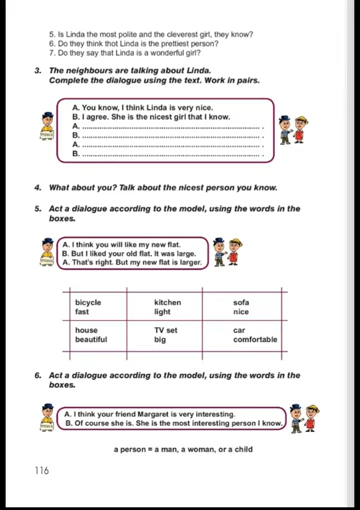 5. Is Linda the most polite and the cleverest girl, they know?
6. Do they think thot Linda is the prettiest person?
7. Do they say that Linda is a wonderful girl?
3. The neighbours are talking about Linda.
Complete the dialogue using the text. Work in pairs.
A. You know, I think Linda is very nice.
B. I agree. She is the nicest girl that I know.
A. .......................................................................... .
B. .......................................................................... .
A. .......................................................................... .
B. .......................................................................... .
4. What about you? Talk about the nicest person you know.
5. Act a dialogue according to the model, using the words in the
boxes.
A. I think you will like my new flat.
B. But I liked your old flat. It was large.
A. That's right. But my new flat is larger.
bicycle kitchen sofa
fast light nice
house TV set car
beautiful big comfortable
6. Act a dialogue according to the model, using the words in the
boxes.
A. I think your friend Margaret is very interesting.
B. Of course she is. She is the most interesting person I know.
a person = a man, a woman, or a child
116